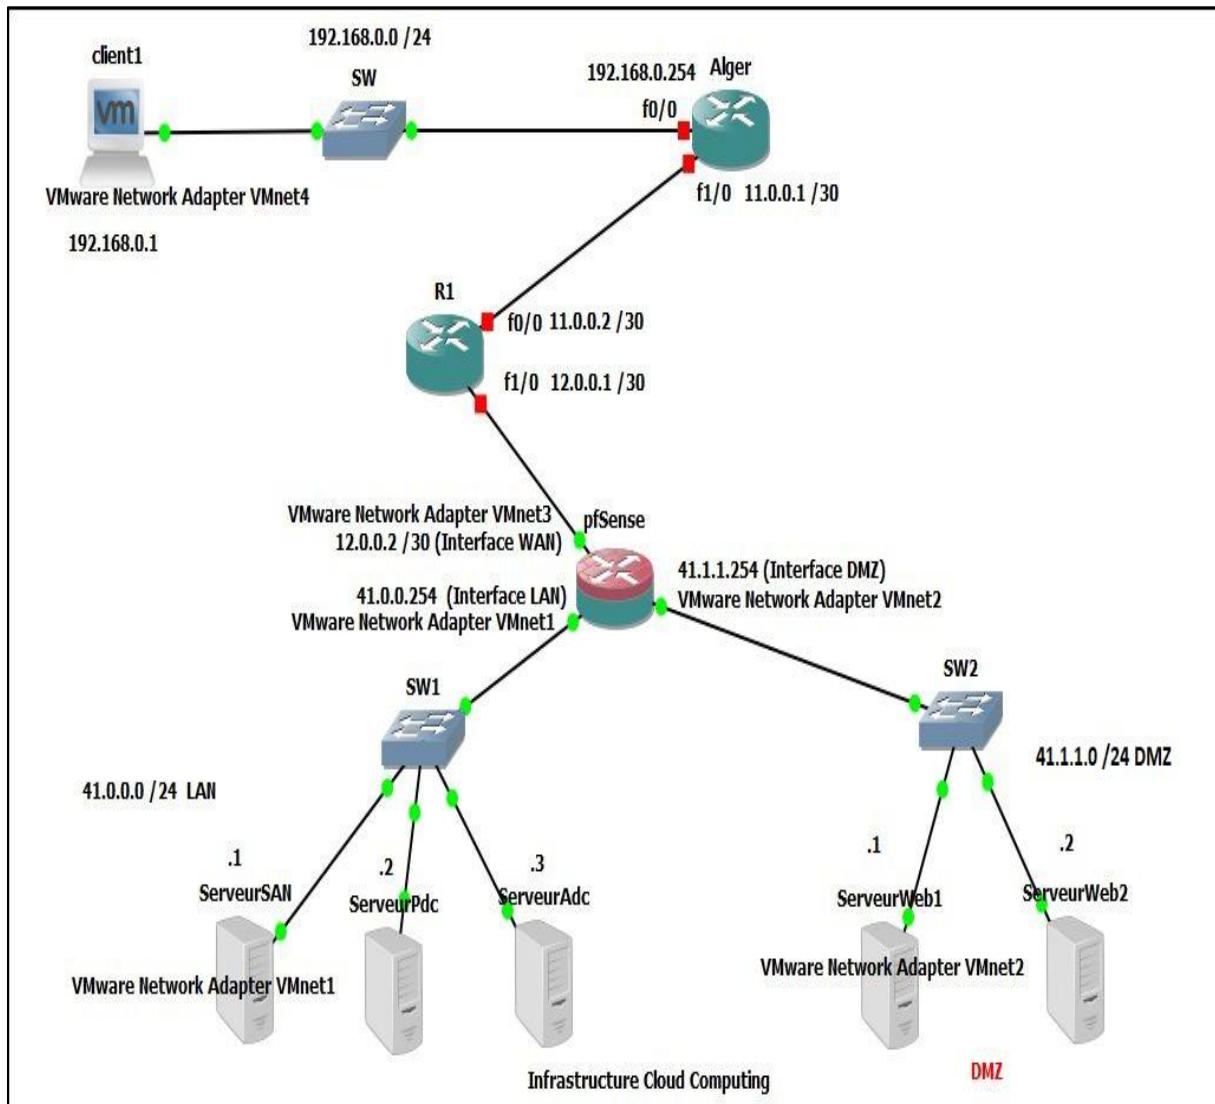 192.168.0.0 /24
client1
SW
192.168.0.254
Alger
f0/0
vm
VMware Network Adapter VMnet4
f1/0 11.0.0.1 /30
192.168.0.1
R1
f0/0 11.0.0.2 /30
f1/0 12.0.0.1 /30
VMware Network Adapter VMnet3
pfSense
12.0.0.2 /30 (Interface WAN)
41.1.1.254 (Interface DMZ)
41.0.0.254 (Interface LAN)
VMware Network Adapter VMnet2
VMware Network Adapter VMnet1
SW1
SW2
41.1.1.0 /24 DMZ
41.0.0.0 /24 LAN
.1
.2
.3
.1
.2
ServeurSAN
ServeurPdc
ServeurAdc
ServeurWeb1
ServeurWeb2
VMware Network Adapter VMnet1
VMware Network Adapter VMnet2
Infrastructure Cloud Computing
DMZ